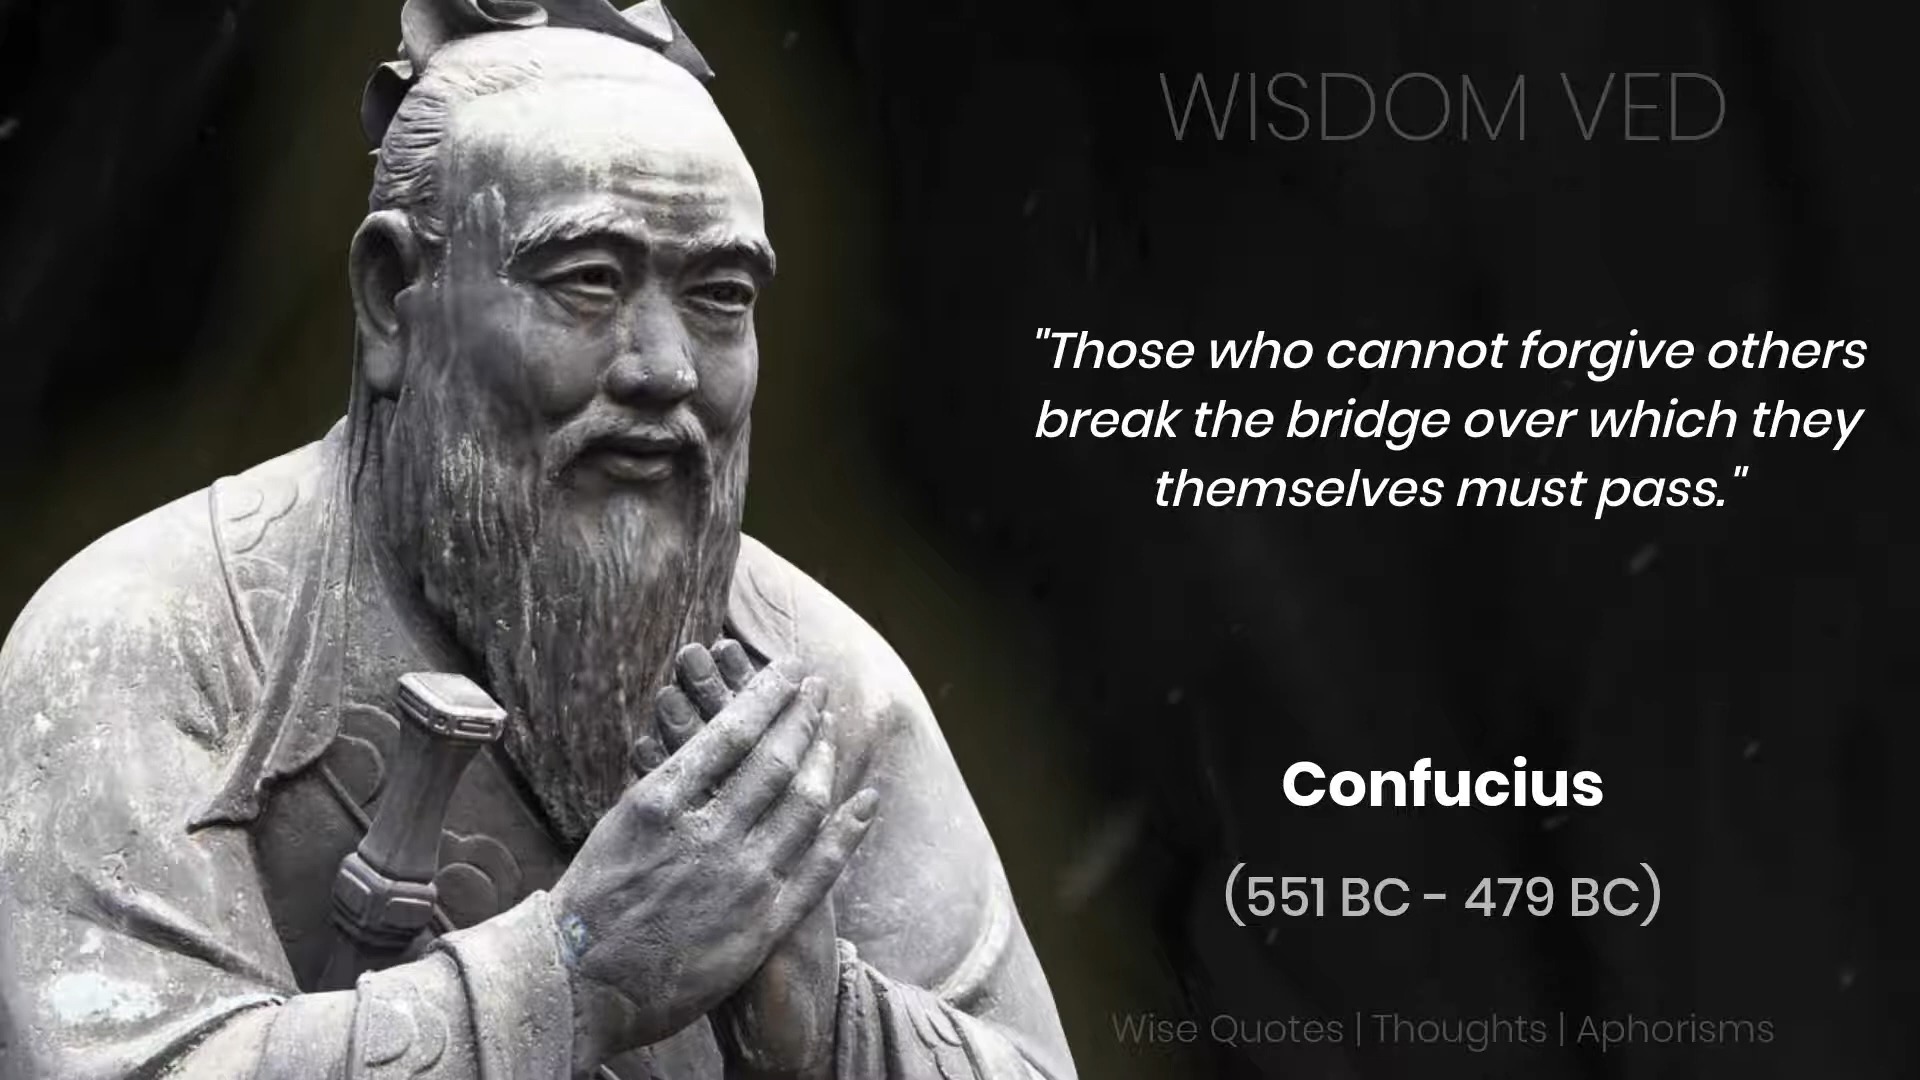 WISDOM VED
"Those who cannot forgive others
break the bridge over which they
themselves must pass."
Confucius
(551 BC - 479 BC)
Wise Quotes | Thoughts | Aphorisms